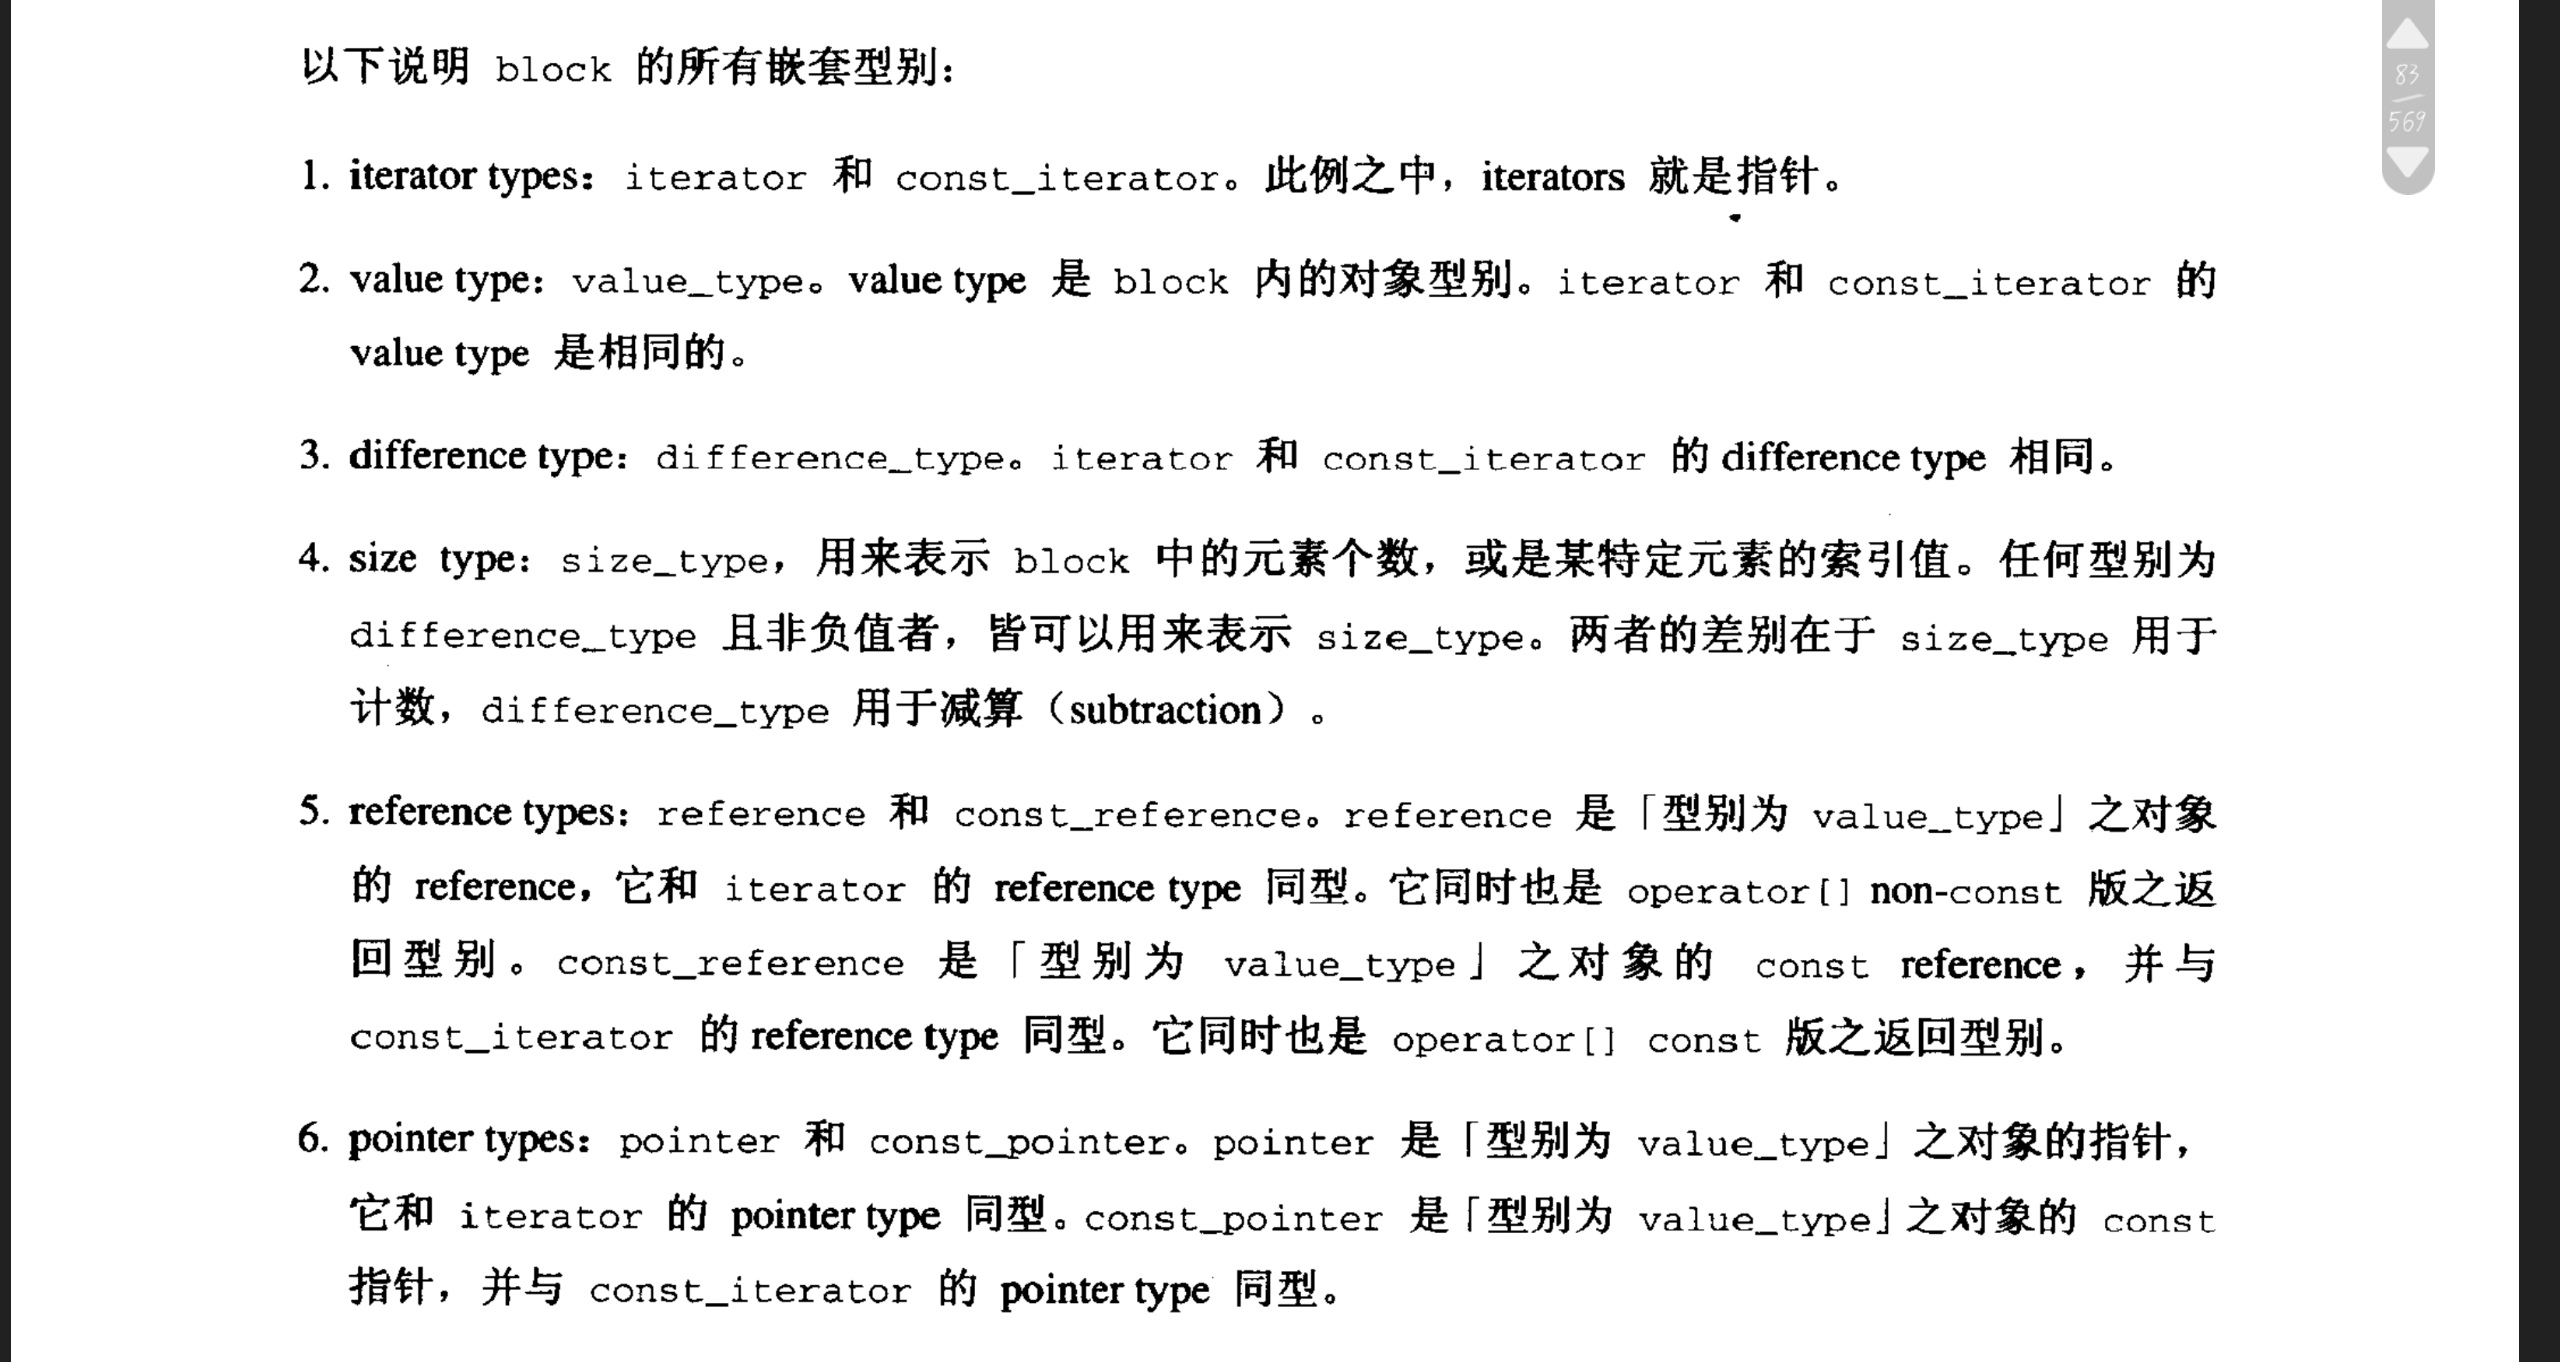 以下说明 block 的所有嵌套型别：
1. iterator types：iterator 和 const_iterator。此例之中，iterators 就是指针。
2. value type：value_type。value type 是 block 内的对象型别。iterator 和 const_iterator 的
value type 是相同的。
3. difference type：difference_type。iterator 和 const_iterator 的 difference type 相同。
4. size type：size_type，用来表示 block 中的元素个数，或是某特定元素的索引值。任何型别为
difference_type 且非负值者，皆可以用来表示 size_type。两者的差别在于 size_type 用于
计数，difference_type 用于减算（subtraction）。
5. reference types：reference 和 const_reference。reference 是「型别为 value_type」之对象
的 reference，它和 iterator 的 reference type 同型。它同时也是 operator[] non-const 版之返
回型别。const_reference 是「型别为 value_type」之对象的 const reference，并与
const_iterator 的 reference type 同型。它同时也是 operator[] const 版之返回型别。
6. pointer types：pointer 和 const_pointer。pointer 是「型别为 value_type」之对象的指针，
它和 iterator 的 pointer type 同型。const_pointer 是「型别为 value_type」之对象的 const
指针，并与 const_iterator 的 pointer type 同型。
83
569